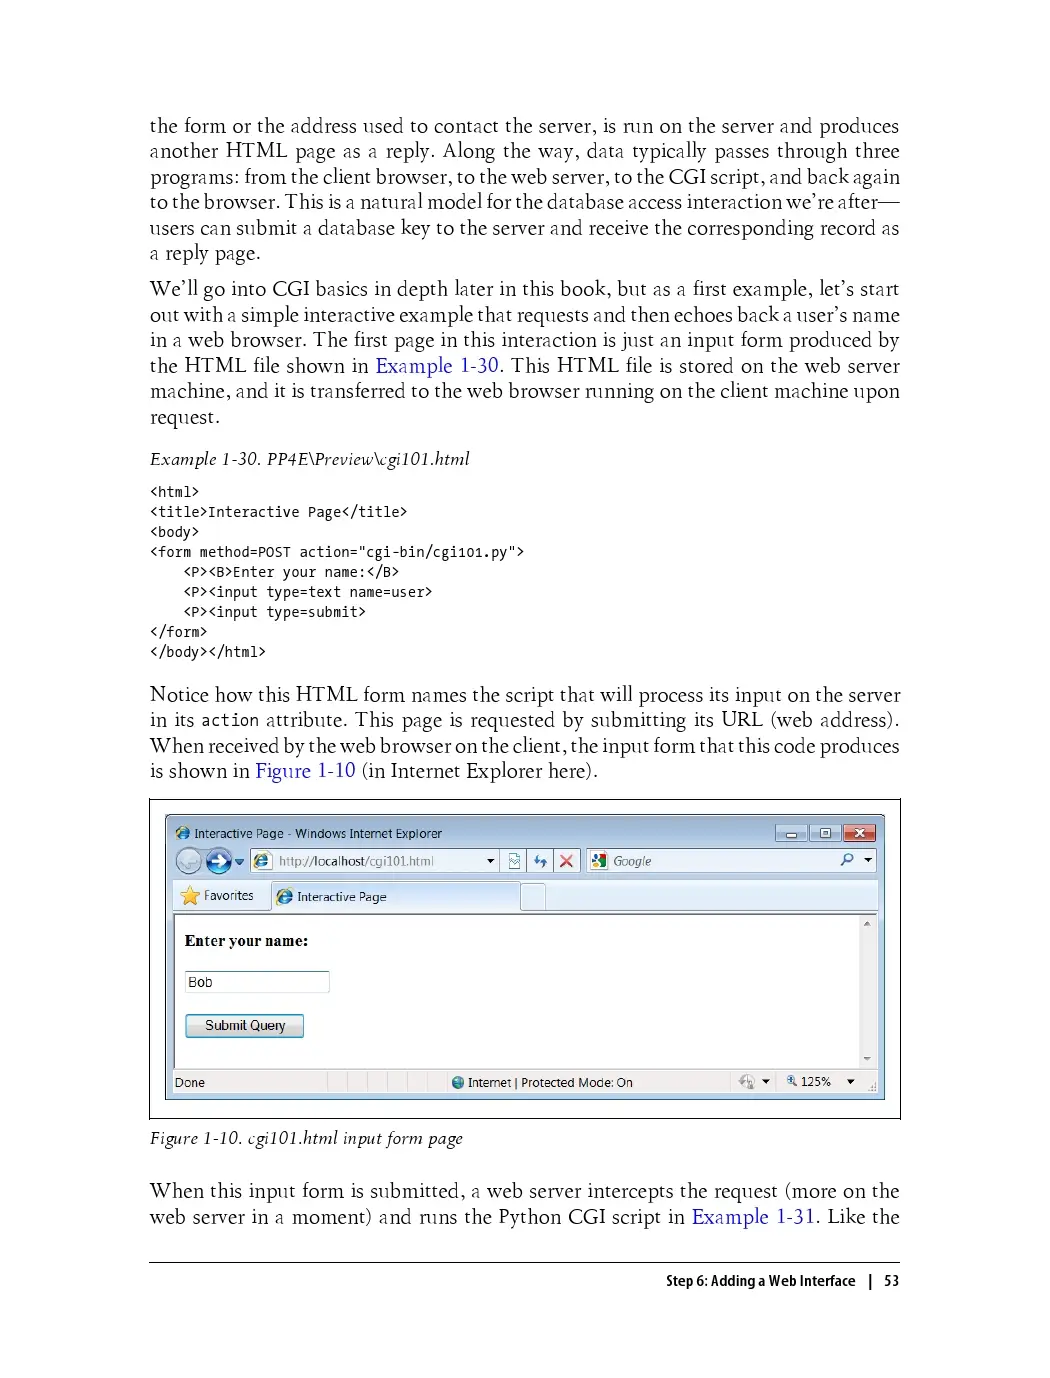 the form or the address used to contact the server, is run on the server and produces
another HTML page as a reply. Along the way, data typically passes through three
programs: from the client browser, to the web server, to the CGI script, and back again
to the browser. This is a natural model for the database access interaction we're after—
users can submit a database key to the server and receive the corresponding record as
a reply page.
We'll go into CGI basics in depth later in this book, but as a first example, let's start
out with a simple interactive example that requests and then echoes back a user's name
in a web browser. The first page in this interaction is just an input form produced by
the HTML file shown in Example 1-30. This HTML file is stored on the web server
machine, and it is transferred to the web browser running on the client machine upon
request.
Example 1-30. PP4E\Preview\cgi101.html
<html>
<title>Interactive Page</title>
<body>
<form method=POST action="cgi-bin/cgi101.py">
    <P><B>Enter your name:</B>
    <P><input type=text name=user>
    <P><input type=submit>
</form>
</body></html>
Notice how this HTML form names the script that will process its input on the server
in its action attribute. This page is requested by submitting its URL (web address).
When received by the web browser on the client, the input form that this code produces
is shown in Figure 1-10 (in Internet Explorer here).
Interactive Page - Windows Internet Explorer
http://localhost/cgi101.html
Google
Favorites
Interactive Page
Enter your name:
Bob
Submit Query
Done
Internet | Protected Mode: On
125%
Figure 1-10. cgi101.html input form page
When this input form is submitted, a web server intercepts the request (more on the
web server in a moment) and runs the Python CGI script in Example 1-31. Like the
Step 6: Adding a Web Interface | 53